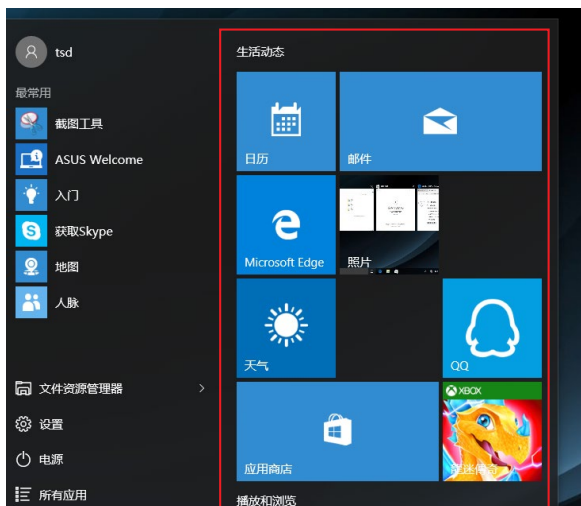 tsd
最常用
截图工具
ASUS Welcome
入门
获取Skype
地图
人脉
文件资源管理器
设置
电源
所有应用
生活动态
日历
邮件
Microsoft Edge
照片
天气
QQ
应用商店
XBOX
播放和浏览